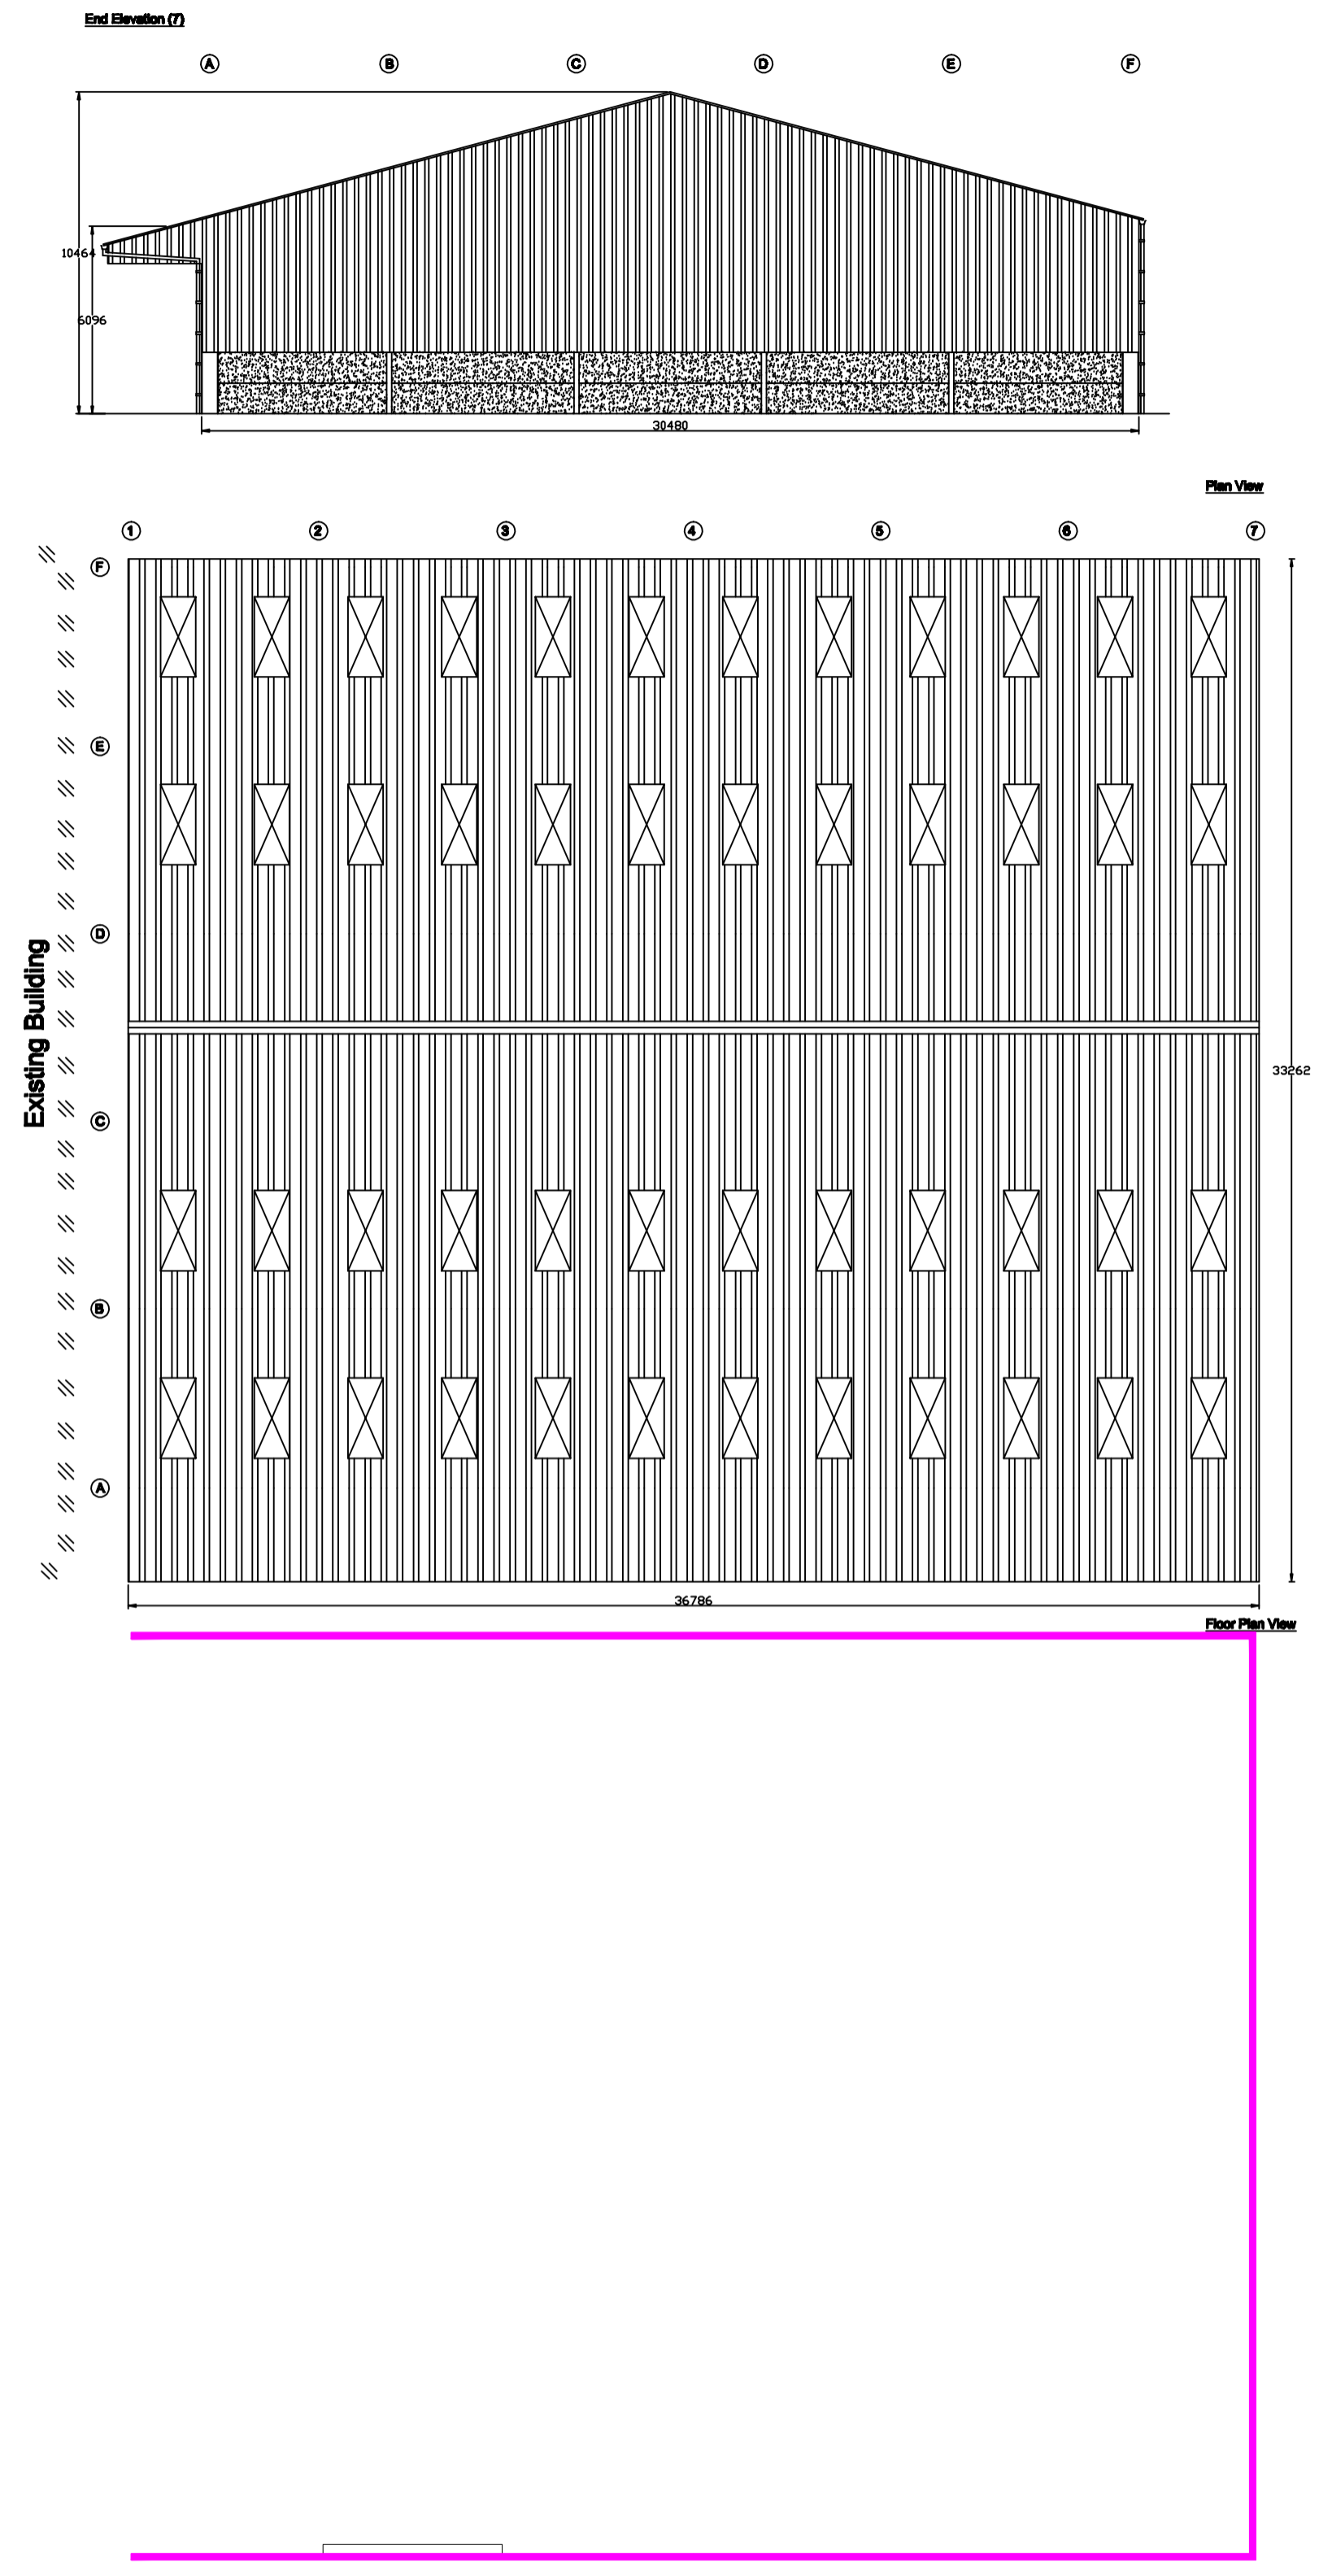 End Elevation (7)
A B C D E F
10464
6096
30480
Plan View
1 2 3 4 5 6 7
F
E
D
Existing Building
33262
C
B
A
36786
Floor Plan View